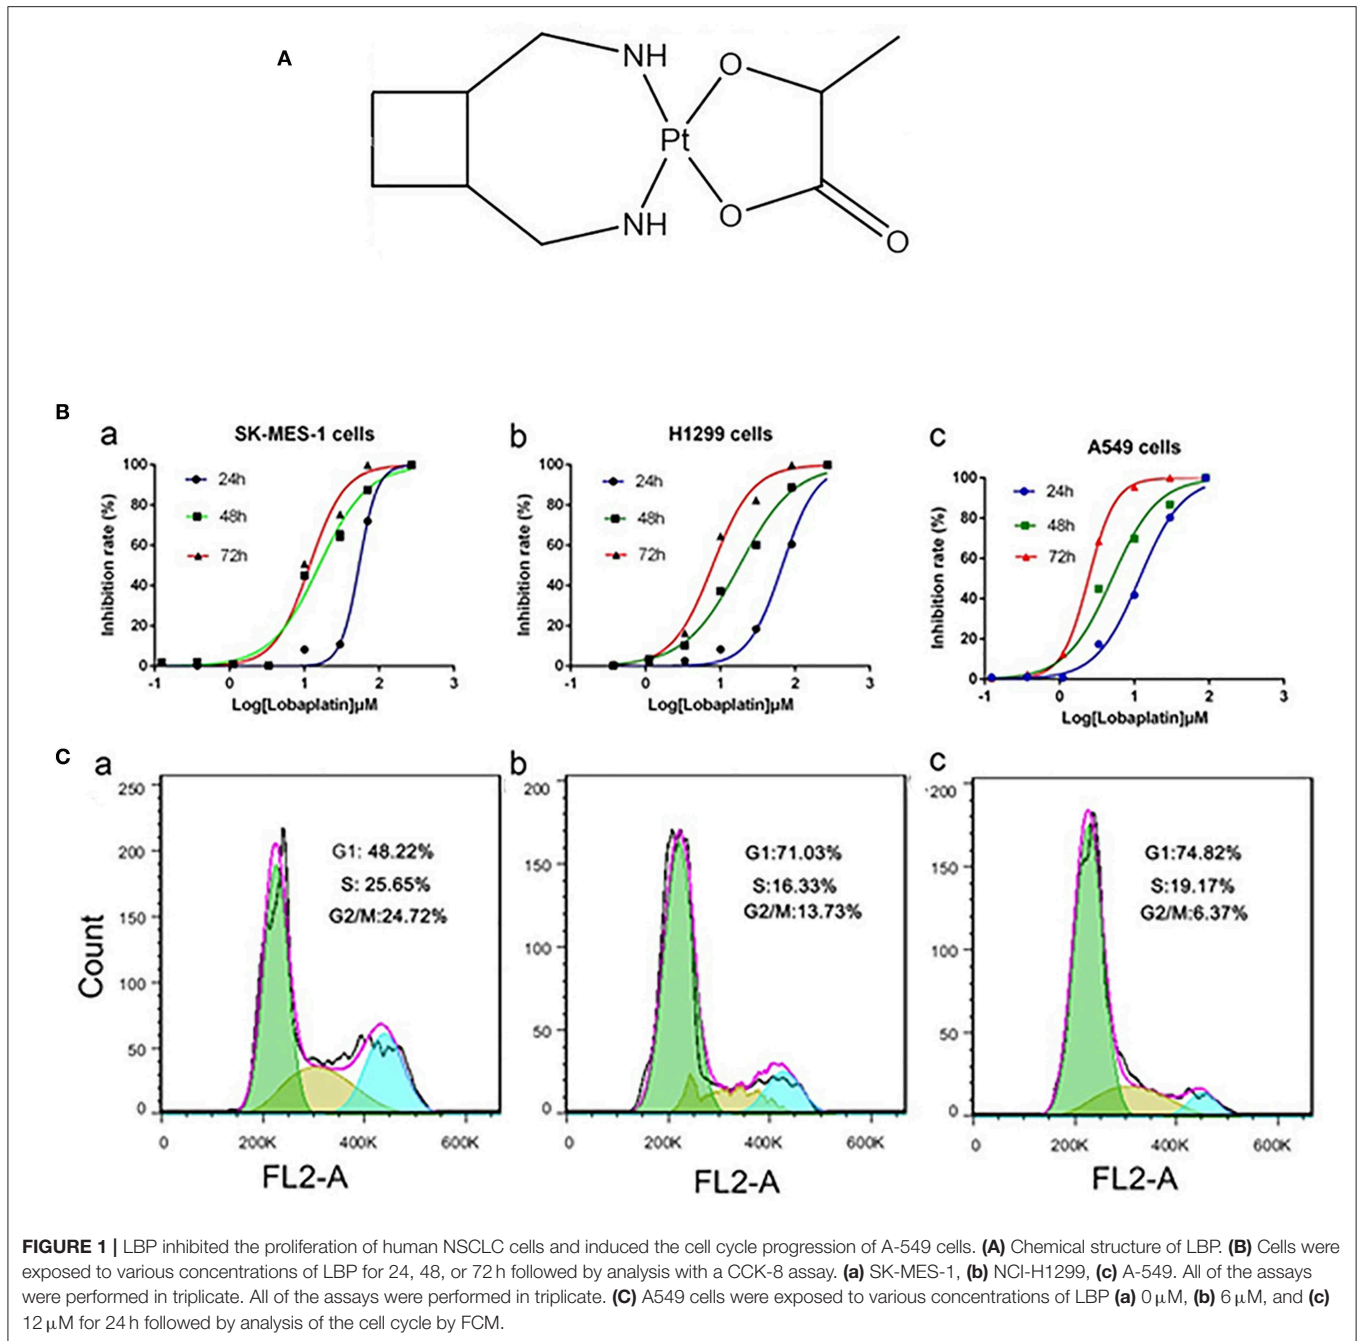 A
NH
O
Pt
NH
O
O
B
a
SK-MES-1 cells
100
80
60
40
20
0
Inhibition rate (%)
24h
48h
72h
-1 0 1 2 3
Log[Lobaplatin]μM
b
H1299 cells
100
80
60
40
20
0
Inhibition rate (%)
24h
48h
72h
-1 0 1 2 3
Log[Lobaplatin]μM
c
A549 cells
100
80
60
40
20
0
Inhibition rate (%)
24h
48h
72h
-1 0 1 2 3
Log[Lobaplatin]μM
C
a
250
200
150
100
50
0
Count
G1: 48.22%
S: 25.65%
G2/M:24.72%
0 200K 400K 600K
FL2-A
b
200
150
100
50
0
G1:71.03%
S:16.33%
G2/M:13.73%
0 200K 400K 600K
FL2-A
c
200
150
100
50
0
G1:74.82%
S:19.17%
G2/M:6.37%
0 200K 400K 600K
FL2-A
FIGURE 1 | LBP inhibited the proliferation of human NSCLC cells and induced the cell cycle progression of A-549 cells. (A) Chemical structure of LBP. (B) Cells were
exposed to various concentrations of LBP for 24, 48, or 72 h followed by analysis with a CCK-8 assay. (a) SK-MES-1, (b) NCI-H1299, (c) A-549. All of the assays
were performed in triplicate. All of the assays were performed in triplicate. (C) A549 cells were exposed to various concentrations of LBP (a) 0 μM, (b) 6 μM, and (c)
12 μM for 24 h followed by analysis of the cell cycle by FCM.